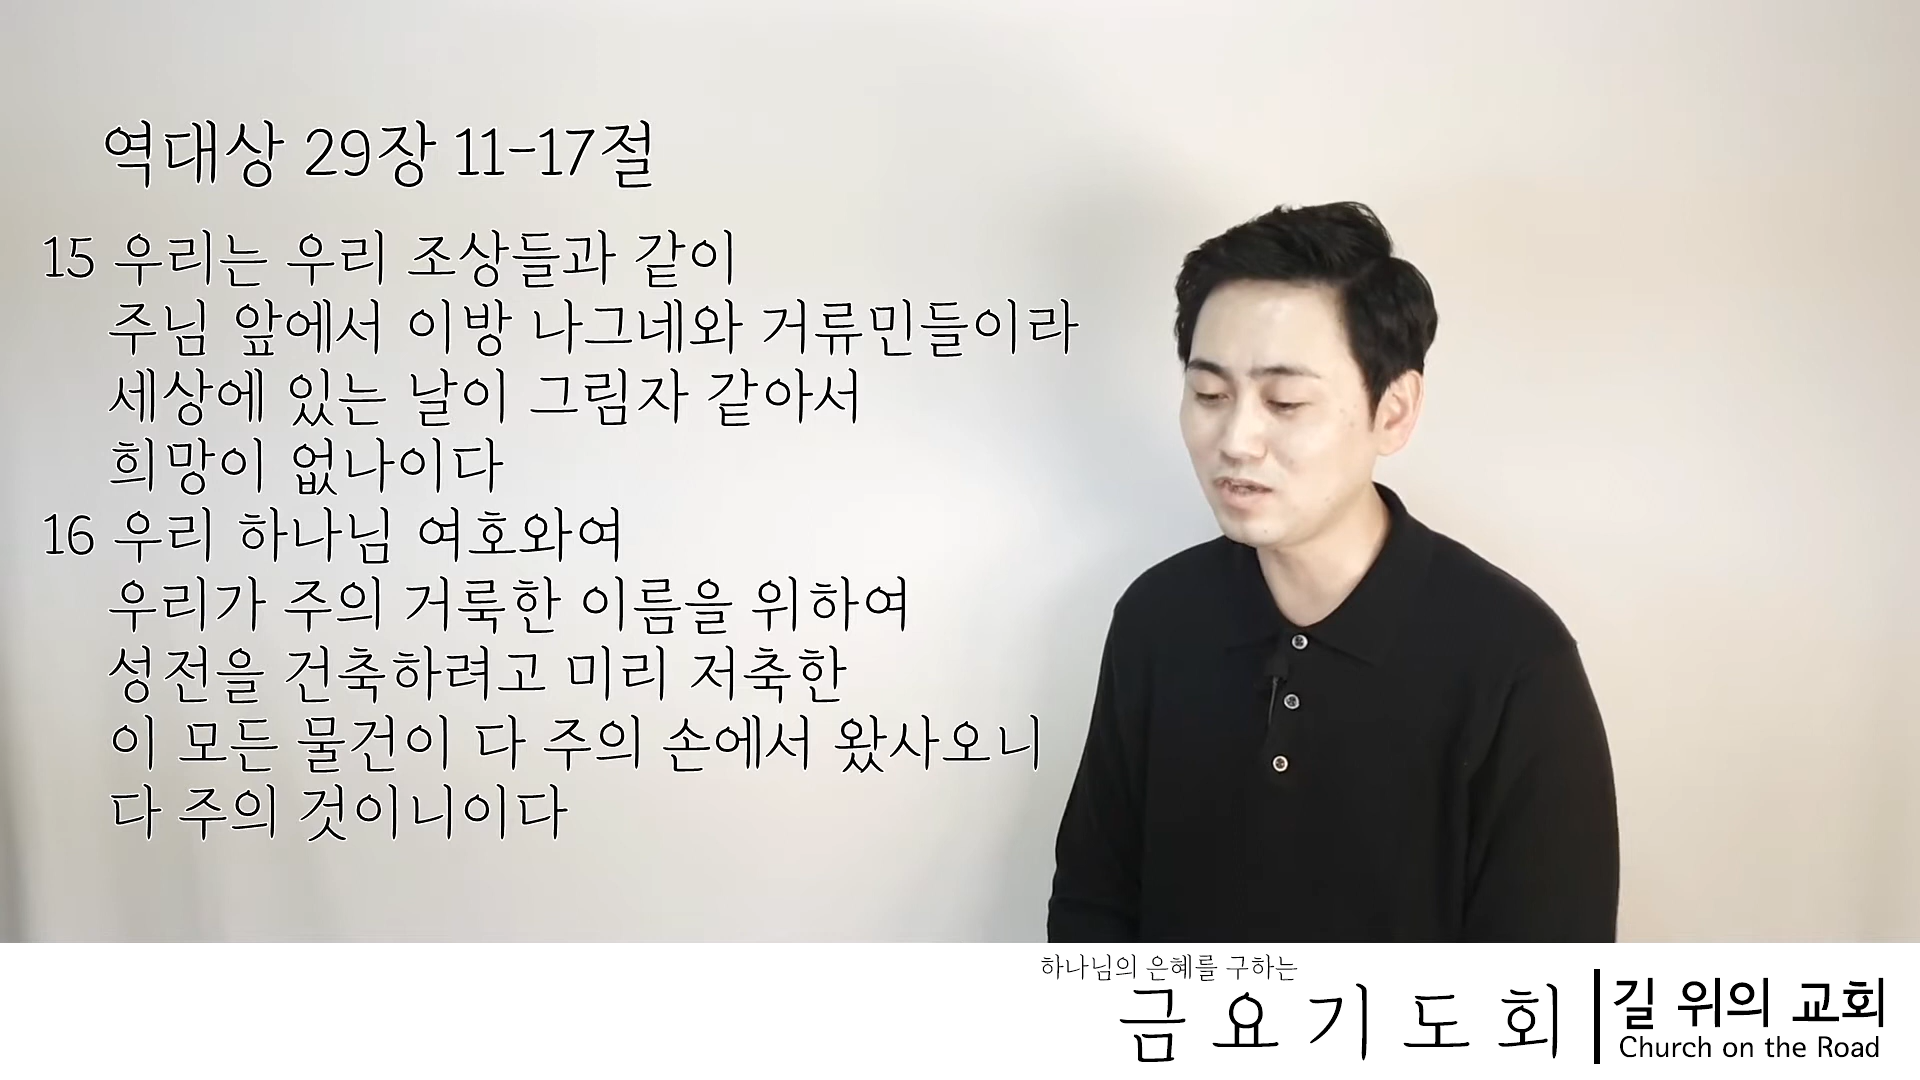 역대상 29장 11-17절
15 우리는 우리 조상들과 같이
주님 앞에서 이방 나그네와 거류민들이라
세상에 있는 날이 그림자 같아서
희망이 없나이다
16 우리 하나님 여호와여
우리가 주의 거룩한 이름을 위하여
성전을 건축하려고 미리 저축한
이 모든 물건이 다 주의 손에서 왔사오니
다 주의 것이니이다
하나님의 은혜를 구하는
금요기도회
길 위의 교회
Church on the Road